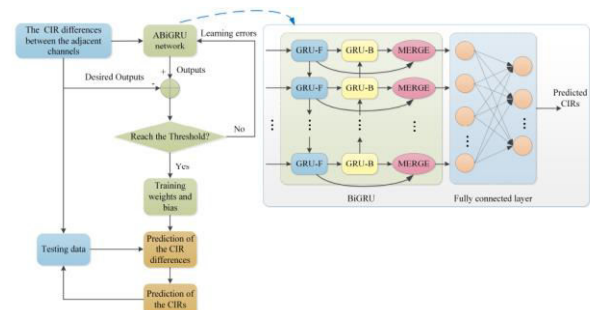 The CIR differences
between the adjacent
channels
ABiGRU
network
Learning errors
Desired Outputs
+
Outputs
-
Reach the Threshold?
No
Yes
Training
weights and
bias
Testing data
Prediction of
the CIR
differences
Prediction of
the CIRs
GRU-F
GRU-B
MERGE
GRU-F
GRU-B
MERGE
GRU-F
GRU-B
MERGE
BiGRU
Fully connected layer
Predicted
CIRs